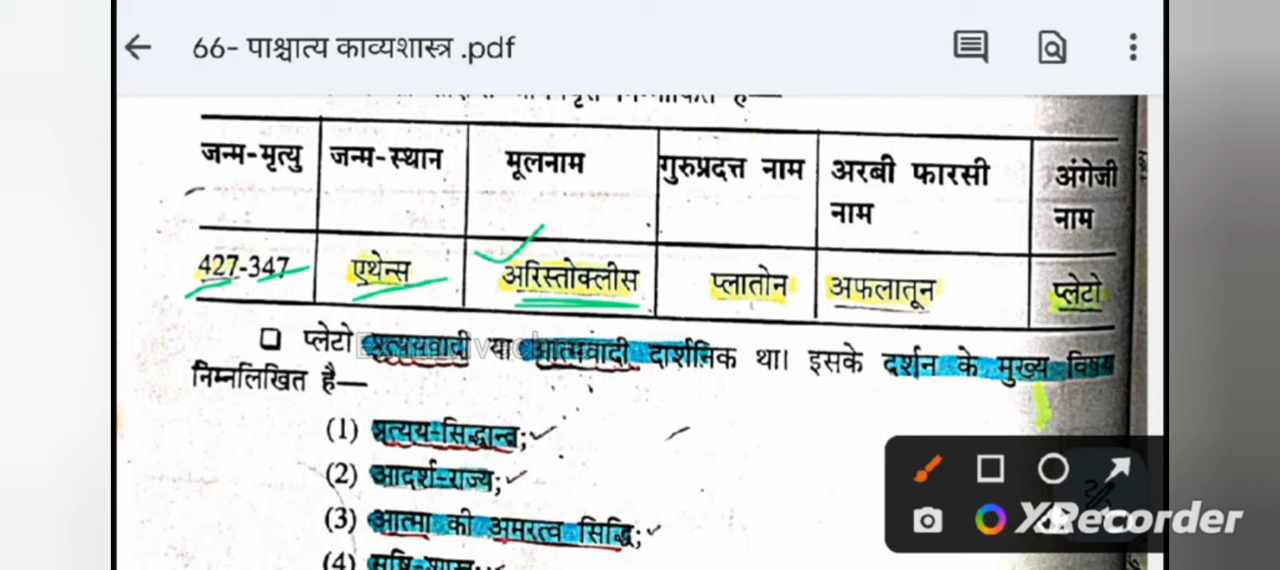 66- पाश्चात्य काव्यशास्त्र .pdf
जन्म-मृत्यु जन्म-स्थान मूलनाम गुरुप्रदत्त नाम अरबी फारसी नाम अंगेजी नाम
427-347 एथेन्स अरिस्तोक्लीस प्लातोन अफलातून प्लेटो
❑ प्लेटो प्रत्ययवादी या आत्मवादी दार्शनिक था। इसके दर्शन के मुख्य विषय
निम्नलिखित है—
(1) प्रत्यय-सिद्धान्त;
(2) आदर्श-राज्य;
(3) आत्मा की अमरत्व सिद्धि;
(4)
XRecorder